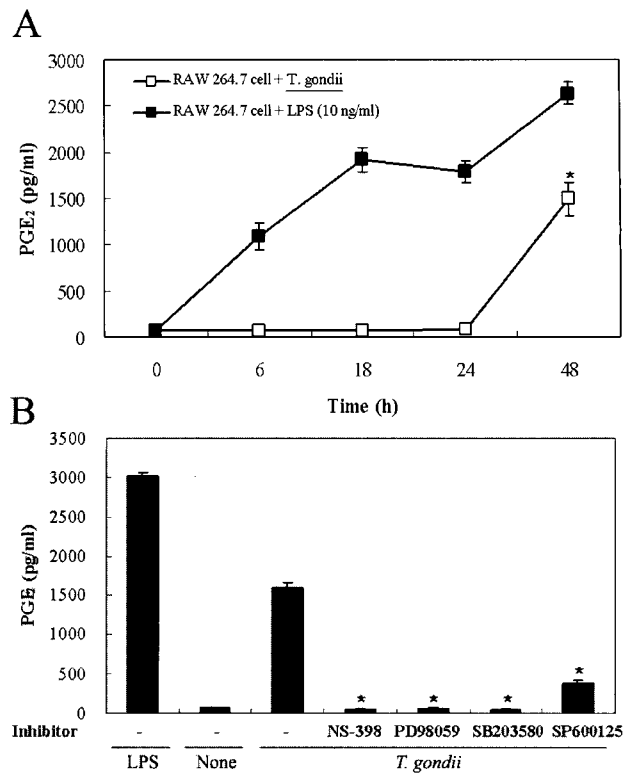 A
3000
2500
2000
1500
1000
500
0
PGE₂ (pg/ml)
RAW 264.7 cell + T. gondii
RAW 264.7 cell + LPS (10 ng/ml)
*
0 6 18 24 48
Time (h)
B
3500
3000
2500
2000
1500
1000
500
0
(pg/ml)
* * * *
Inhibitor - - - NS-398 PD98059 SB203580 SP600125
LPS None T. gondii